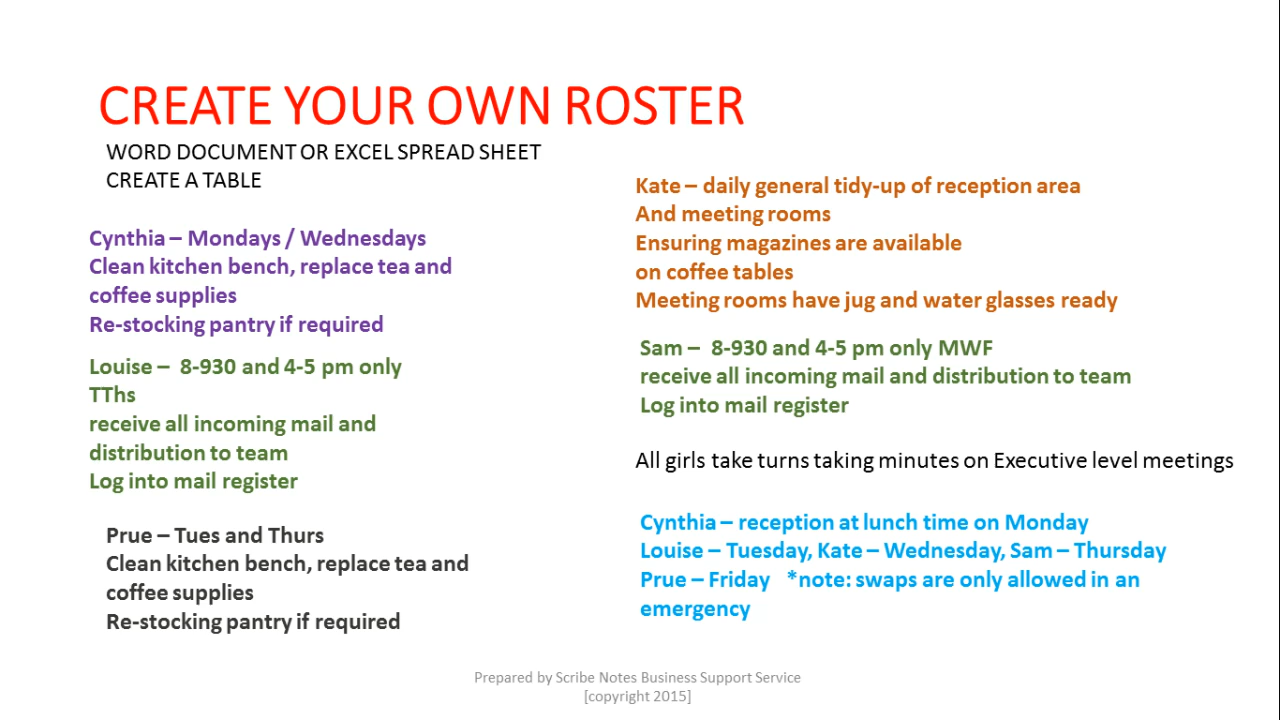 CREATE YOUR OWN ROSTER
WORD DOCUMENT OR EXCEL SPREAD SHEET
CREATE A TABLE
Cynthia – Mondays / Wednesdays
Clean kitchen bench, replace tea and
coffee supplies
Re-stocking pantry if required
Louise –  8-930 and 4-5 pm only
TThs
receive all incoming mail and
distribution to team
Log into mail register
Prue – Tues and Thurs
Clean kitchen bench, replace tea and
coffee supplies
Re-stocking pantry if required
Kate – daily general tidy-up of reception area
And meeting rooms
Ensuring magazines are available
on coffee tables
Meeting rooms have jug and water glasses ready
Sam –  8-930 and 4-5 pm only MWF
receive all incoming mail and distribution to team
Log into mail register
All girls take turns taking minutes on Executive level meetings
Cynthia – reception at lunch time on Monday
Louise – Tuesday, Kate – Wednesday, Sam – Thursday
Prue – Friday   *note: swaps are only allowed in an
emergency
Prepared by Scribe Notes Business Support Service
[copyright 2015]